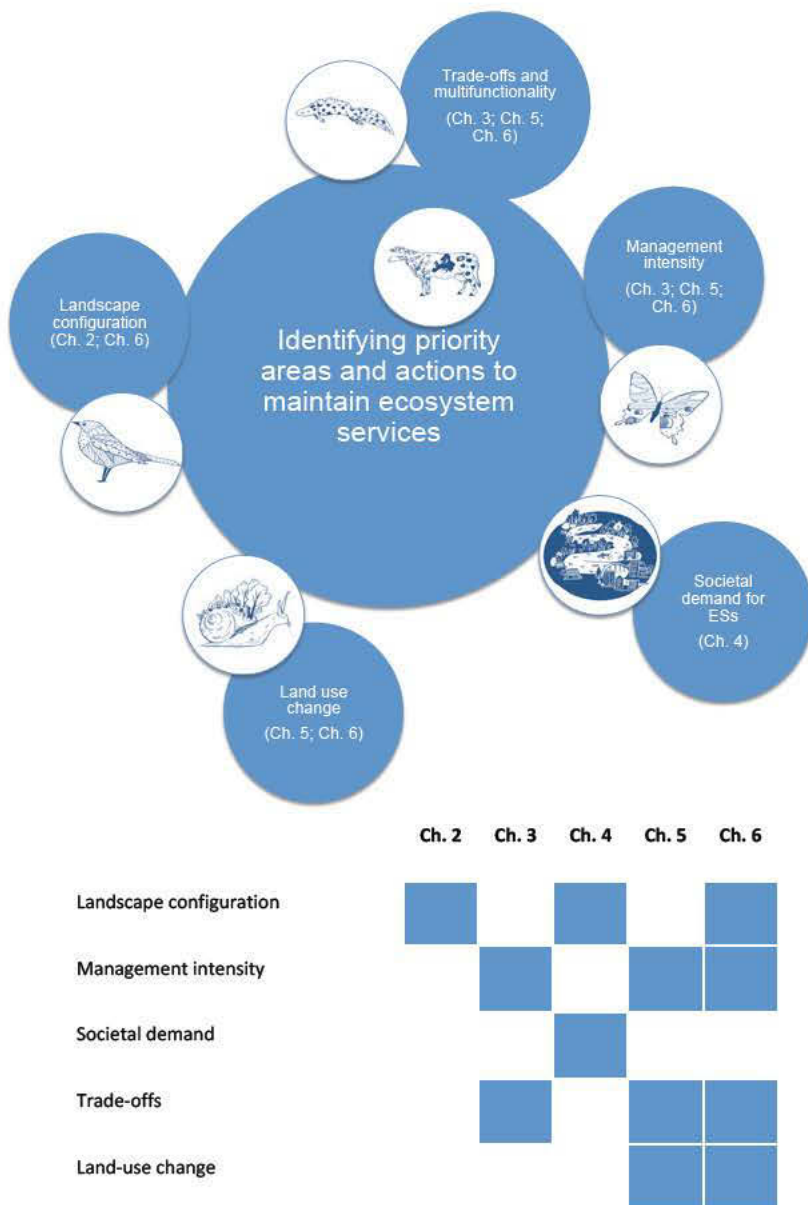 Trade-offs and
multifunctionality
(Ch. 3; Ch. 5;
Ch. 6)
Management
intensity
(Ch. 3; Ch. 5;
Ch. 6)
Landscape
configuration
(Ch. 2; Ch. 6)
Identifying priority
areas and actions to
maintain ecosystem
services
Societal
demand for
ESs
(Ch. 4)
Land use
change
(Ch. 5; Ch. 6)
Ch. 2 Ch. 3 Ch. 4 Ch. 5 Ch. 6
Landscape configuration
Management intensity
Societal demand
Trade-offs
Land-use change